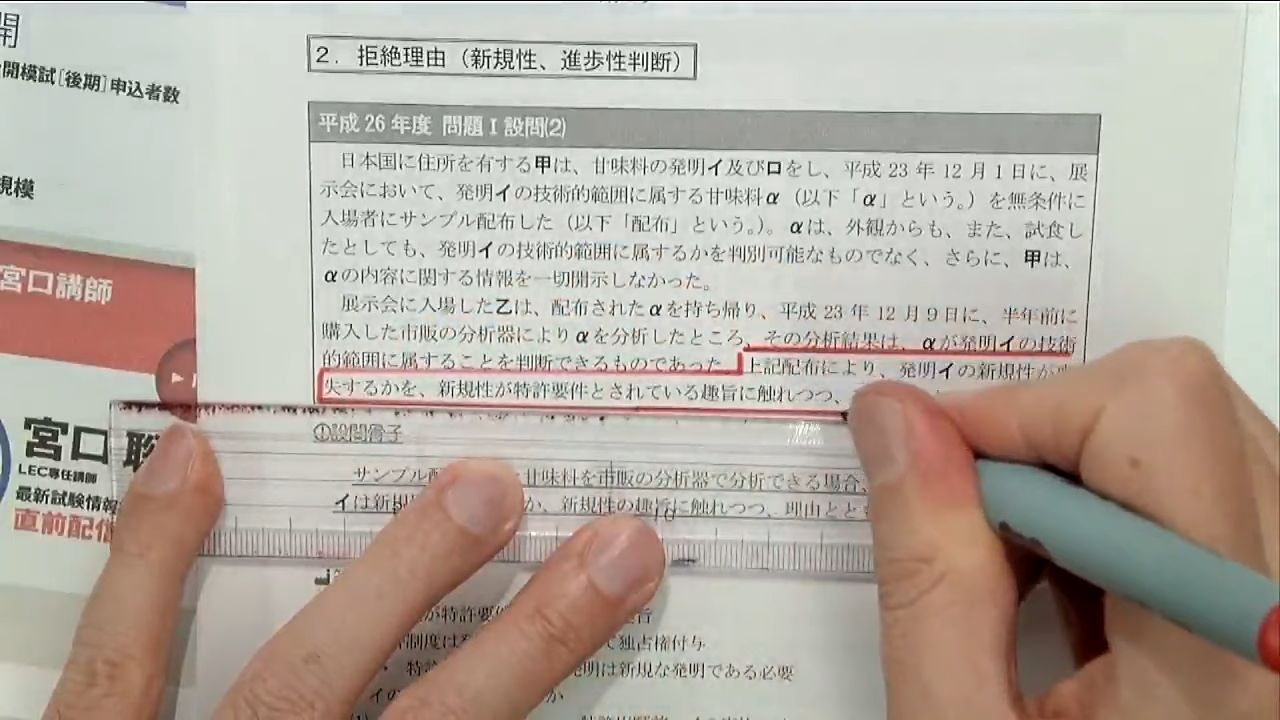 開
開模試[後期]申込者数
規模
宮口講師
宮口 聡
LEC専任講師
最新試験情報
直前配信
2．拒絶理由（新規性、進歩性判断）
平成26年度 問題Ⅰ設問(2)
日本国に住所を有する甲は、甘味料の発明イ及びロをし、平成 23 年 12 月 1 日に、展
示会において、発明イの技術的範囲に属する甘味料α（以下「α」という。）を無条件に
入場者にサンプル配布した（以下「配布」という。）。αは、外観からも、また、試食し
たとしても、発明イの技術的範囲に属するかを判別可能なものでなく、さらに、甲は、
αの内容に関する情報を一切開示しなかった。
展示会に入場した乙は、配布されたαを持ち帰り、平成 23 年 12 月 9 日に、半年前に
購入した市販の分析器によりαを分析したところ、その分析結果は、αが発明イの技術
的範囲に属することを判断できるものであった。上記配布により、発明イの新規性が
失するかを、新規性が特許要件とされている趣旨に触れつつ、
①設問骨子
サンプル配 甘味料を市販の分析器で分析できる場合、
イは新規 か、新規性の趣旨に触れつつ、理由とと
が特許要 旨
制度は 独占権付与
・ 特許 発明は新規な発明である必要
イの か